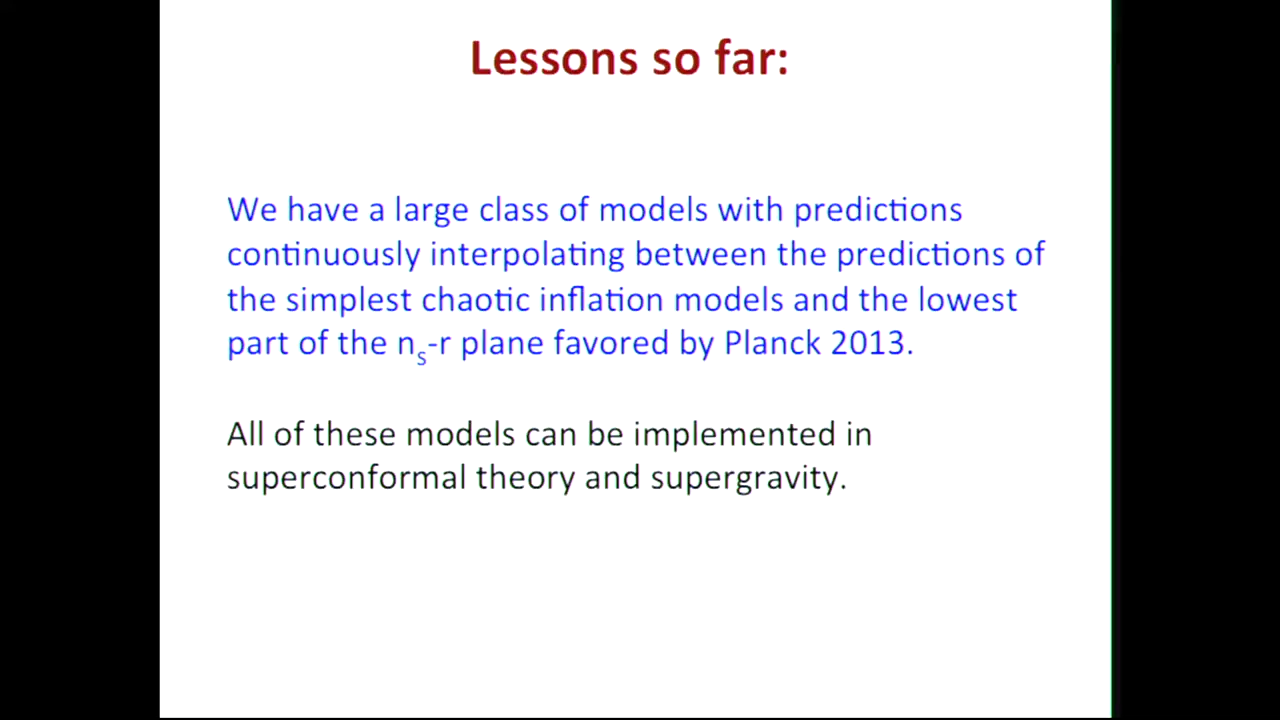 Lessons so far:
We have a large class of models with predictions
continuously interpolating between the predictions of
the simplest chaotic inflation models and the lowest
part of the nₛ-r plane favored by Planck 2013.
All of these models can be implemented in
superconformal theory and supergravity.